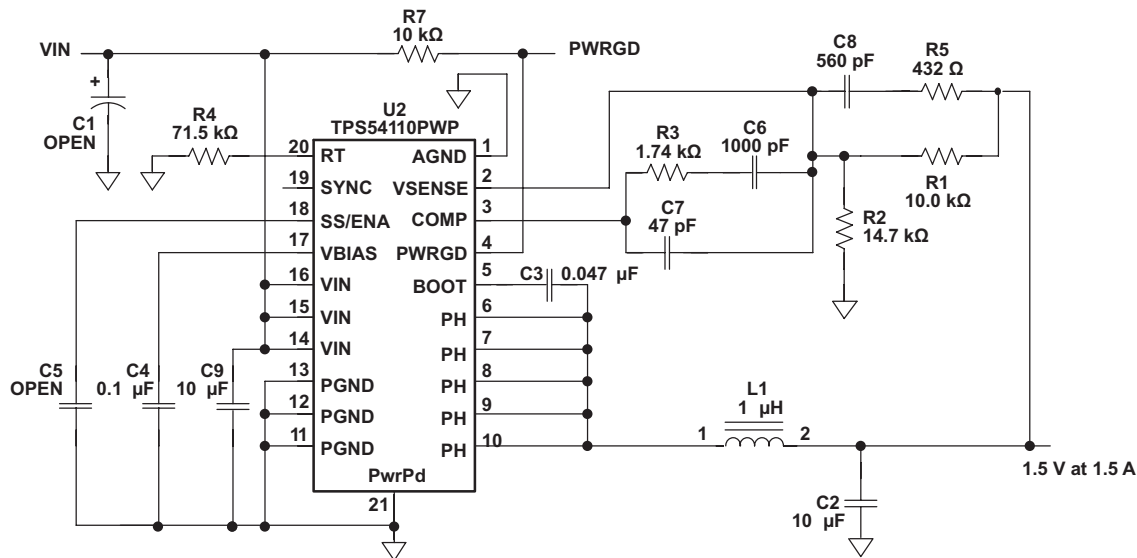 R7
10 kΩ
VIN
PWRGD
C8
560 pF
R5
432 Ω
+
C1
OPEN
R4
71.5 kΩ
U2
TPS54110PWP
R3
1.74 kΩ
C6
1000 pF
20
RT
AGND
1
19
SYNC
VSENSE
2
18
SS/ENA
COMP
3
17
VBIAS
PWRGD
4
16
VIN
BOOT
5
15
VIN
PH
6
14
VIN
PH
7
13
PGND
PH
8
12
PGND
PH
9
11
PGND
PH
10
PwrPd
21
C7
47 pF
R1
10.0 kΩ
R2
14.7 kΩ
C3
0.047 µF
C5
OPEN
C4
0.1 µF
C9
10 µF
L1
1 µH
1
2
1.5 V at 1.5 A
C2
10 µF